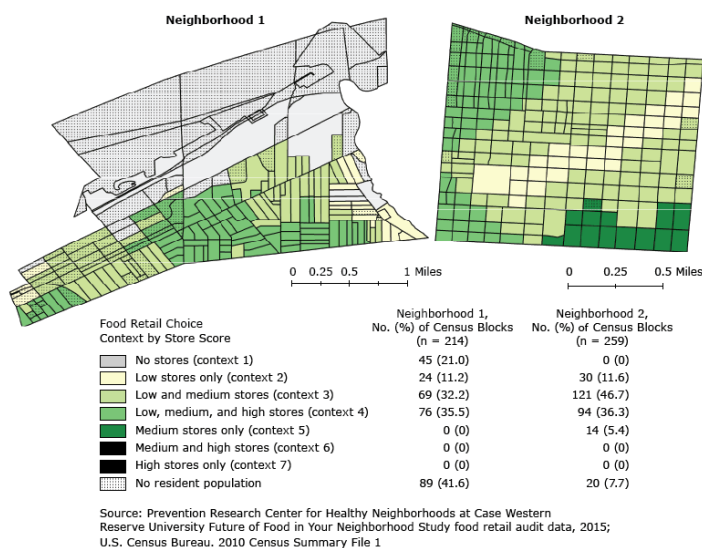 Neighborhood 1
Neighborhood 2
0 0.25 0.5 1 Miles
0 0.25 0.5 Miles
Food Retail Choice
Context by Store Score
Neighborhood 1,
No. (%) of Census Blocks
(n = 214)
Neighborhood 2,
No. (%) of Census Blocks
(n = 259)
No stores (context 1) 45 (21.0) 0 (0)
Low stores only (context 2) 24 (11.2) 30 (11.6)
Low and medium stores (context 3) 69 (32.2) 121 (46.7)
Low, medium, and high stores (context 4) 76 (35.5) 94 (36.3)
Medium stores only (context 5) 0 (0) 14 (5.4)
Medium and high stores (context 6) 0 (0) 0 (0)
High stores only (context 7) 0 (0) 0 (0)
No resident population 89 (41.6) 20 (7.7)
Source: Prevention Research Center for Healthy Neighborhoods at Case Western
Reserve University Future of Food in Your Neighborhood Study food retail audit data, 2015;
U.S. Census Bureau. 2010 Census Summary File 1